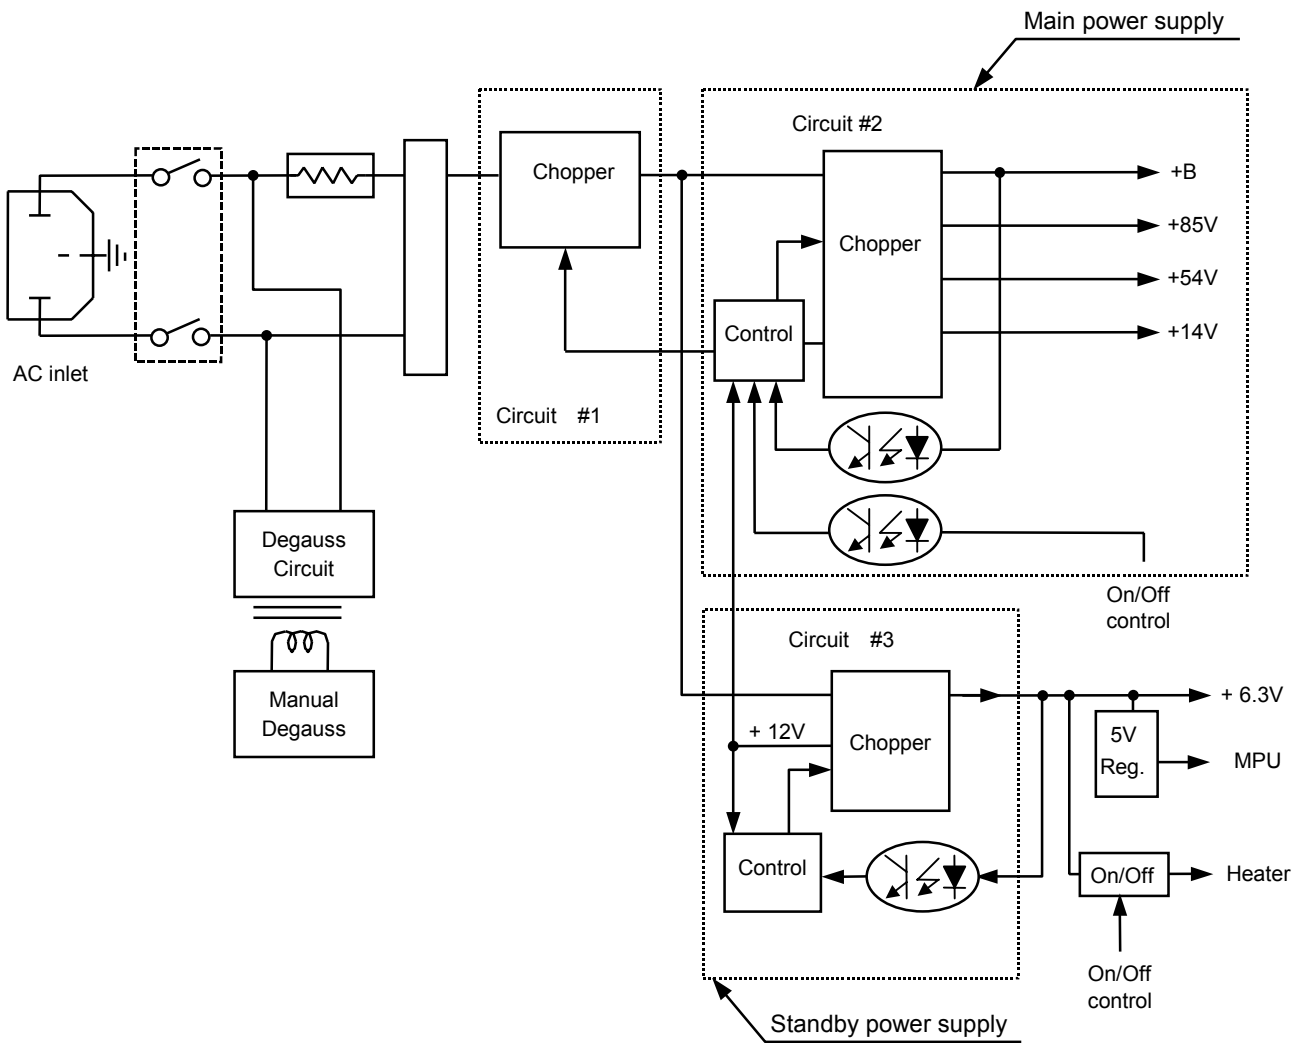 Main power supply
Circuit #2
Chopper
Chopper
+B
+85V
+54V
+14V
Control
AC inlet
Circuit #1
Degauss
Circuit
On/Off
control
Circuit #3
Manual
Degauss
+ 12V
Chopper
+ 6.3V
5V
Reg.
MPU
Control
On/Off
Heater
On/Off
control
Standby power supply